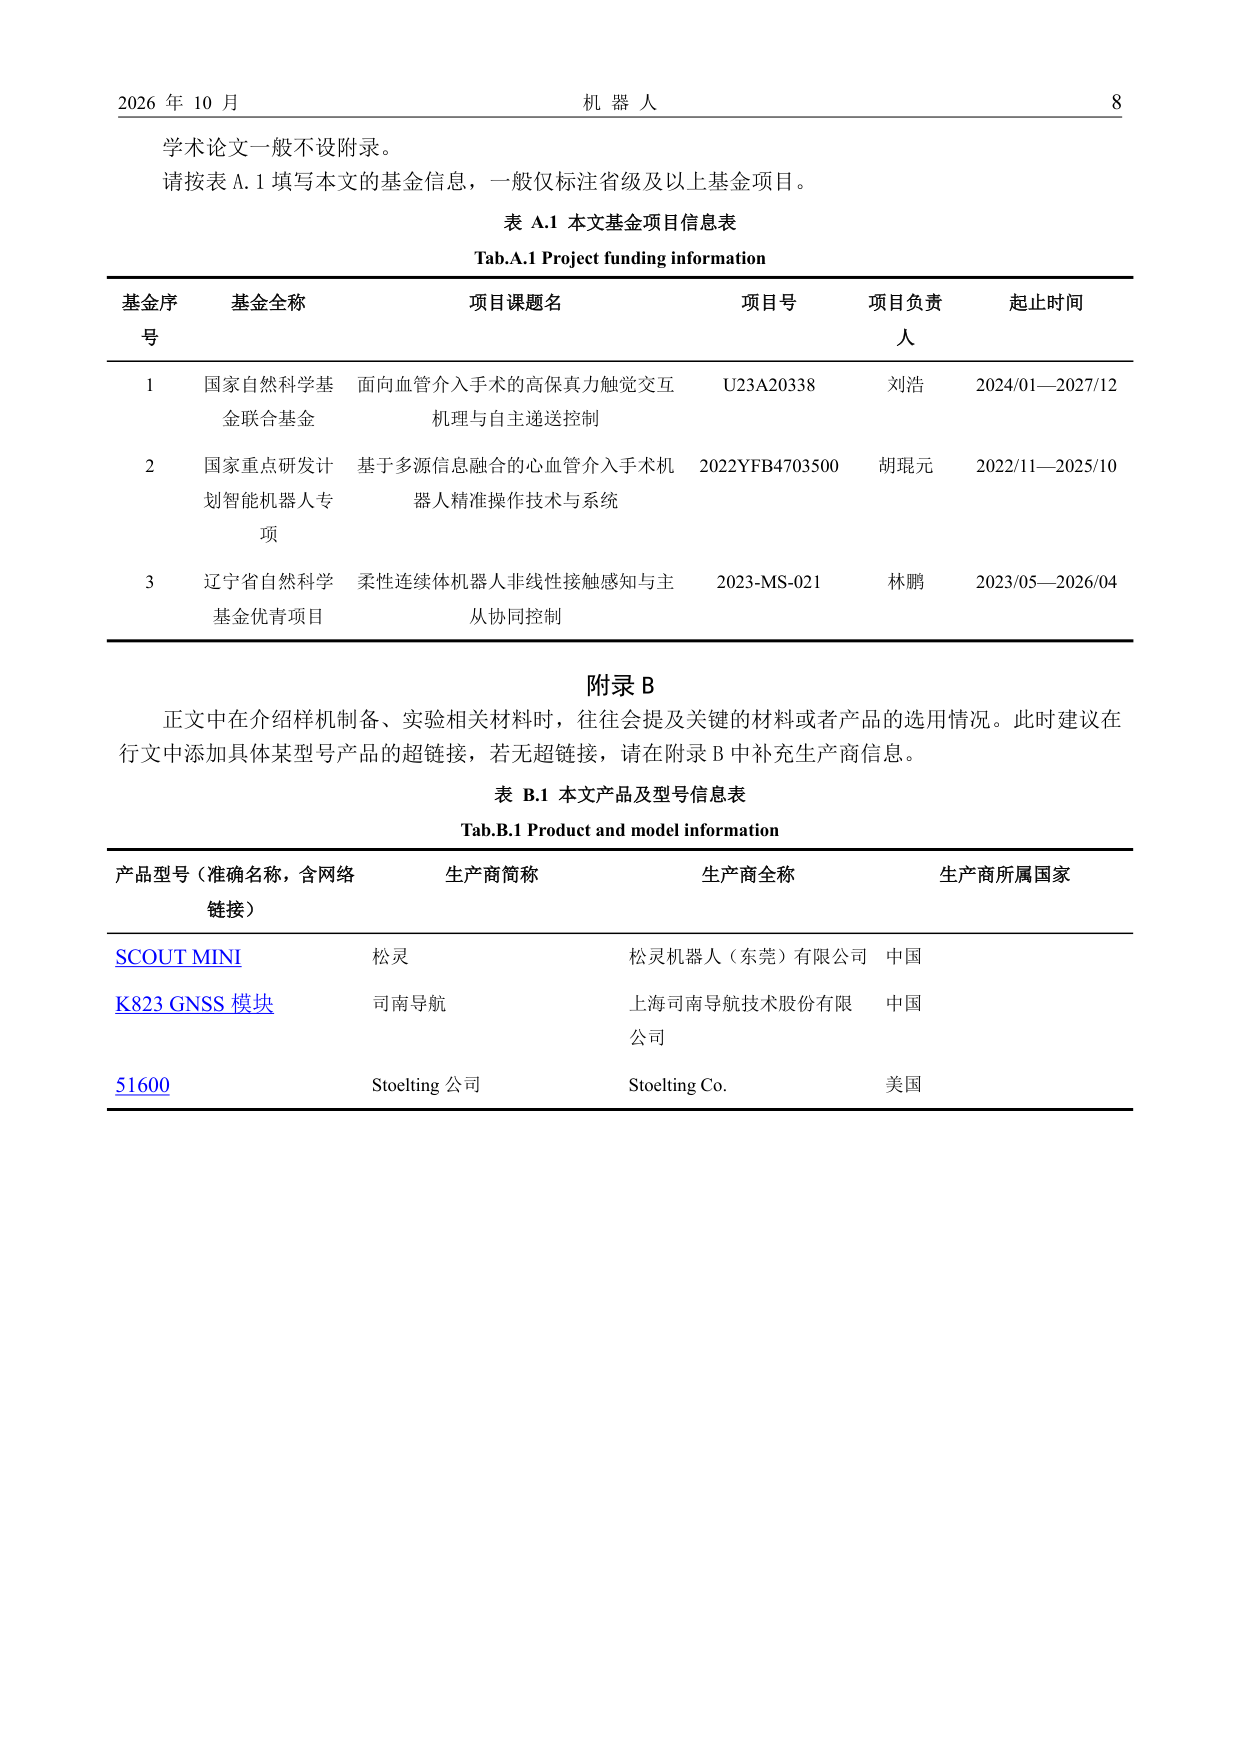 2026 年 10 月 机 器 人 8
学术论文一般不设附录。
请按表 A.1 填写本文的基金信息，一般仅标注省级及以上基金项目。
表 A.1 本文基金项目信息表
Tab.A.1 Project funding information
基金序 基金全称 项目课题名 项目号 项目负责 起止时间
号 人
1 国家自然科学基 面向血管介入手术的高保真力触觉交互 U23A20338 刘浩 2024/01—2027/12
金联合基金 机理与自主递送控制
2 国家重点研发计 基于多源信息融合的心血管介入手术机 2022YFB4703500 胡琨元 2022/11—2025/10
划智能机器人专 器人精准操作技术与系统
项
3 辽宁省自然科学 柔性连续体机器人非线性接触感知与主 2023-MS-021 林鹏 2023/05—2026/04
基金优青项目 从协同控制
附录 B
正文中在介绍样机制备、实验相关材料时，往往会提及关键的材料或者产品的选用情况。此时建议在
行文中添加具体某型号产品的超链接，若无超链接，请在附录 B 中补充生产商信息。
表 B.1 本文产品及型号信息表
Tab.B.1 Product and model information
产品型号（准确名称，含网络 生产商简称 生产商全称 生产商所属国家
链接）
SCOUT MINI 松灵 松灵机器人（东莞）有限公司 中国
K823 GNSS 模块 司南导航 上海司南导航技术股份有限 中国
公司
51600 Stoelting 公司 Stoelting Co. 美国